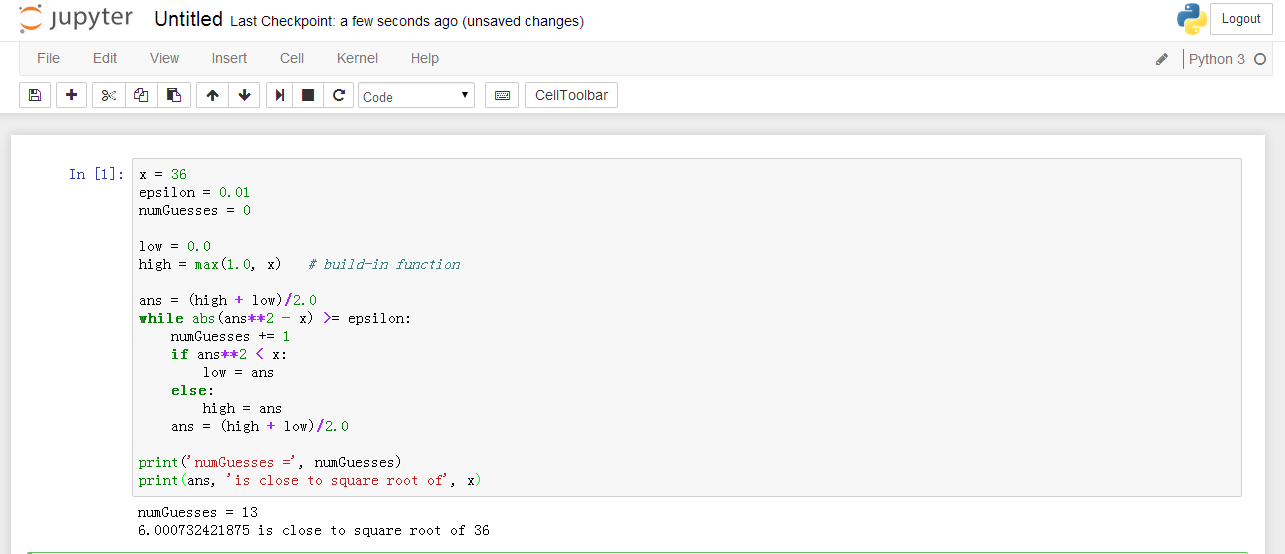 jupyter Untitled Last Checkpoint: a few seconds ago (unsaved changes) Logout
File Edit View Insert Cell Kernel Help Python 3
Code CellToolbar
In [1]: x = 36
epsilon = 0.01
numGuesses = 0
low = 0.0
high = max(1.0, x)   # build-in function
ans = (high + low)/2.0
while abs(ans**2 - x) >= epsilon:
    numGuesses += 1
    if ans**2 < x:
        low = ans
    else:
        high = ans
    ans = (high + low)/2.0
print('numGuesses =', numGuesses)
print(ans, 'is close to square root of', x)
numGuesses = 13
6.000732421875 is close to square root of 36